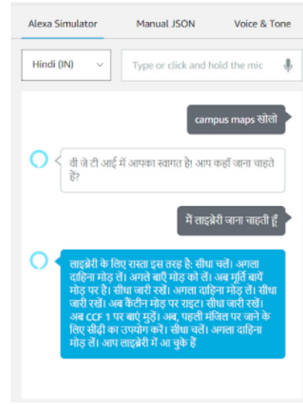 Alexa Simulator Manual JSON Voice & Tone
Hindi (IN) Type or click and hold the mic
campus maps खोलो
वी जे टी आई में आपका स्वागत है! आप कहाँ जाना चाहते
हैं?
मैं लाइब्रेरी जाना चाहती हूँ
लाइब्रेरी के लिए रास्ता इस तरह है: सीधा चलें। अगला
दाहिना मोड़ लें। अगले बाएँ मोड़ को लें। अब मूर्ति बायें
मोड़ पर है। सीधा जारी रखें। अगला दाहिना मोड़ लें। सीधा
जारी रखें। अब कैंटीन मोड़ पर राइट। सीधा जारी रखें।
अब CCF 1 पर बाएं मुड़ें। अब, पहली मंजिल पर जाने के
लिए सीढ़ी का उपयोग करें। सीधा चलें। अगला दाहिना
मोड़ लें। आप लाइब्रेरी में आ चुके हैं